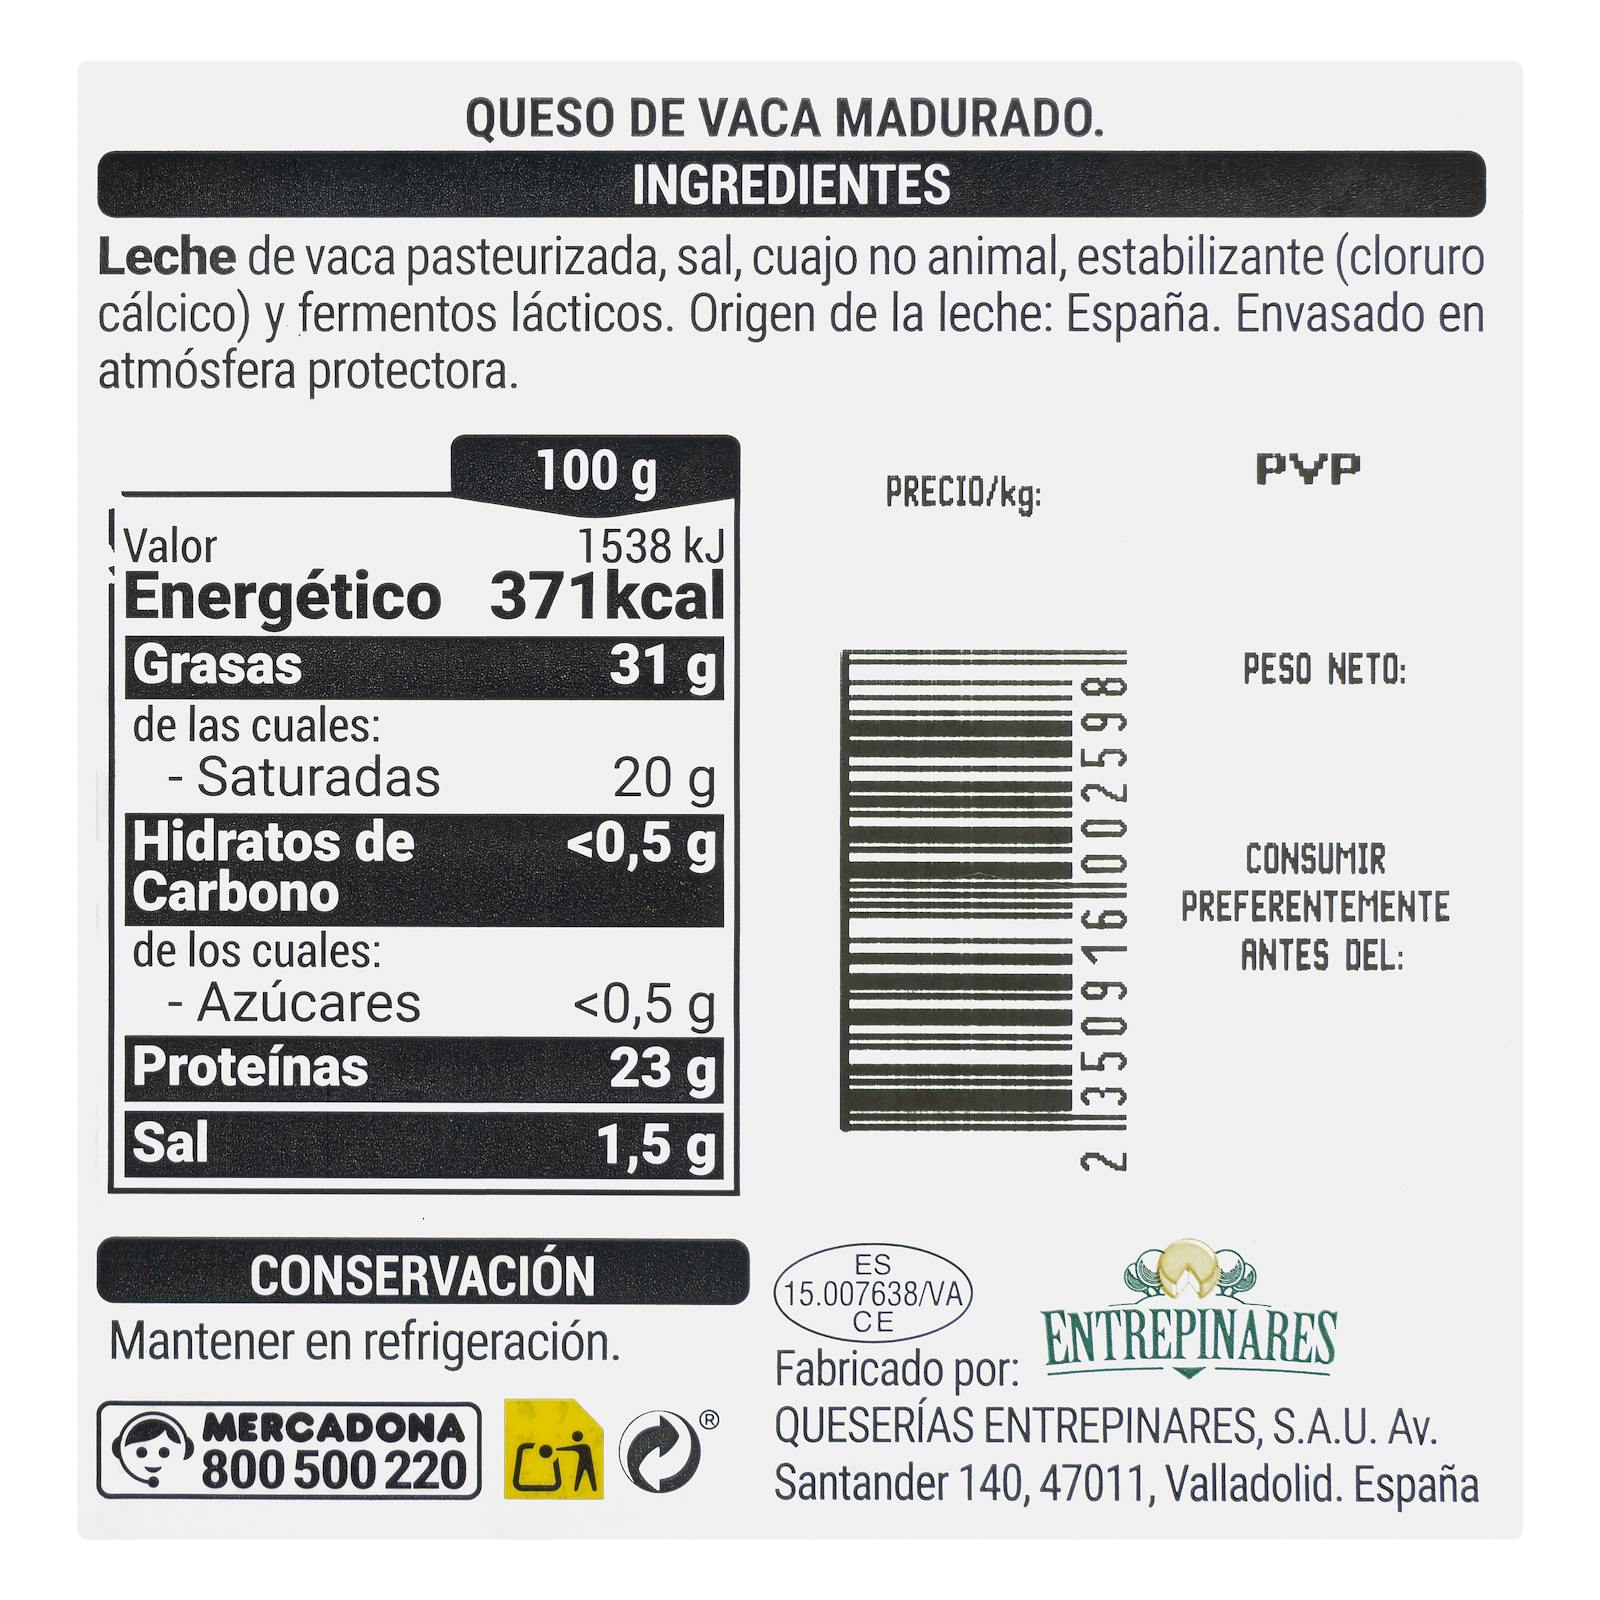 QUESO DE VACA MADURADO.
INGREDIENTES
Leche de vaca pasteurizada, sal, cuajo no animal, estabilizante (cloruro
cálcico) y fermentos lácticos. Origen de la leche: España. Envasado en
atmósfera protectora.
100 g
Valor 1538 kJ
Energético 371kcal
Grasas 31 g
de las cuales:
- Saturadas 20 g
Hidratos de <0,5 g
Carbono
de los cuales:
- Azúcares <0,5 g
Proteínas 23 g
Sal 1,5 g
PRECIO/kg:
PVP
PESO NETO:
2350916002598
CONSUMIR
PREFERENTEMENTE
ANTES DEL:
CONSERVACIÓN
Mantener en refrigeración.
MERCADONA
800 500 220
®
ES
15.007638/VA
CE
ENTREPINARES
Fabricado por:
QUESERÍAS ENTREPINARES, S.A.U. Av.
Santander 140, 47011, Valladolid. España